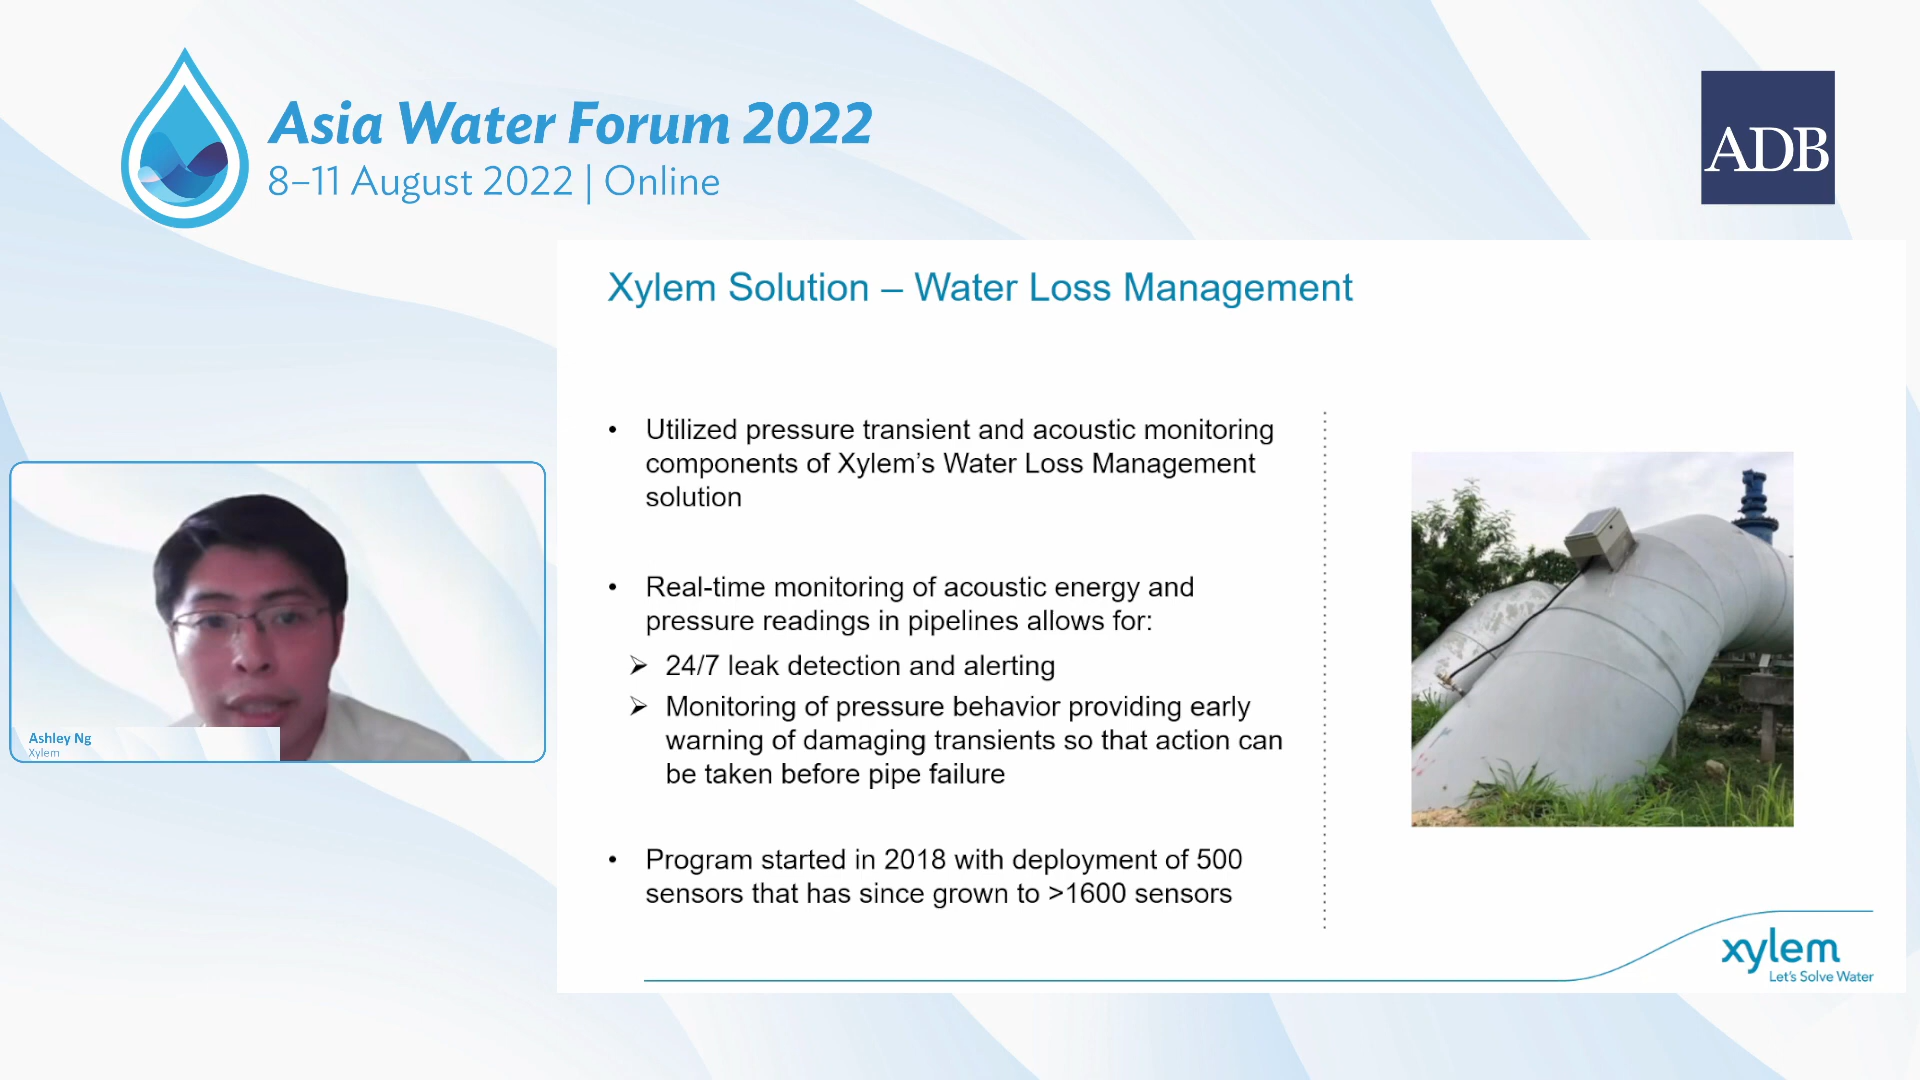 Asia Water Forum 2022
8–11 August 2022 | Online
ADB
Xylem Solution – Water Loss Management
• Utilized pressure transient and acoustic monitoring
components of Xylem’s Water Loss Management
solution
• Real-time monitoring of acoustic energy and
pressure readings in pipelines allows for:
➢ 24/7 leak detection and alerting
➢ Monitoring of pressure behavior providing early
warning of damaging transients so that action can
be taken before pipe failure
• Program started in 2018 with deployment of 500
sensors that has since grown to >1600 sensors
Ashley Ng
Xylem
xylem
Let’s Solve Water